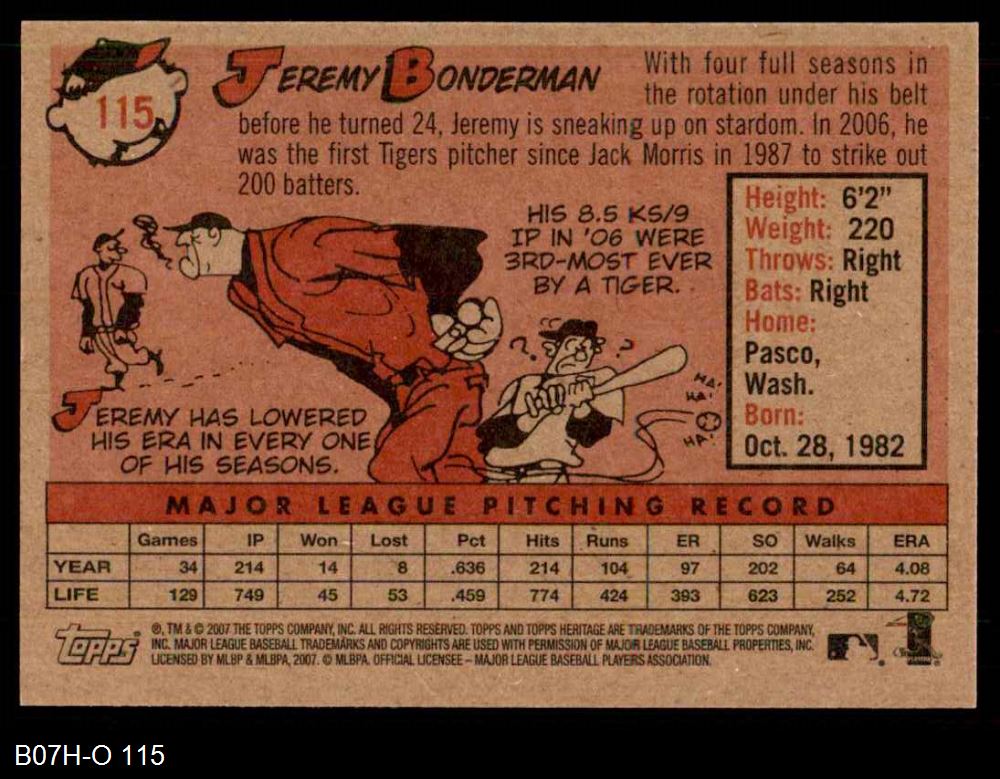 115
JEREMY BONDERMAN
With four full seasons in
the rotation under his belt
before he turned 24, Jeremy is sneaking up on stardom. In 2006, he
was the first Tigers pitcher since Jack Morris in 1987 to strike out
200 batters.
HIS 8.5 KS/9
IP IN '06 WERE
3RD-MOST EVER
BY A TIGER.
Height: 6'2"
Weight: 220
Throws: Right
Bats: Right
Home:
Pasco,
Wash.
Born:
Oct. 28, 1982
? ?
HA!
HA!
HA!
JEREMY HAS LOWERED
HIS ERA IN EVERY ONE
OF HIS SEASONS.
MAJOR LEAGUE PITCHING RECORD
Games IP Won Lost Pct Hits Runs ER SO Walks ERA
YEAR 34 214 14 8 .636 214 104 97 202 64 4.08
LIFE 129 749 45 53 .459 774 424 393 623 252 4.72
Topps
®, TM & © 2007 THE TOPPS COMPANY, INC. ALL RIGHTS RESERVED. TOPPS AND TOPPS HERITAGE ARE TRADEMARKS OF THE TOPPS COMPANY,
INC. MAJOR LEAGUE BASEBALL TRADEMARKS AND COPYRIGHTS ARE USED WITH PERMISSION OF MAJOR LEAGUE BASEBALL PROPERTIES, INC.
LICENSED BY MLBP & MLBPA, 2007. © MLBPA. OFFICIAL LICENSEE – MAJOR LEAGUE BASEBALL PLAYERS ASSOCIATION.
B07H-O 115